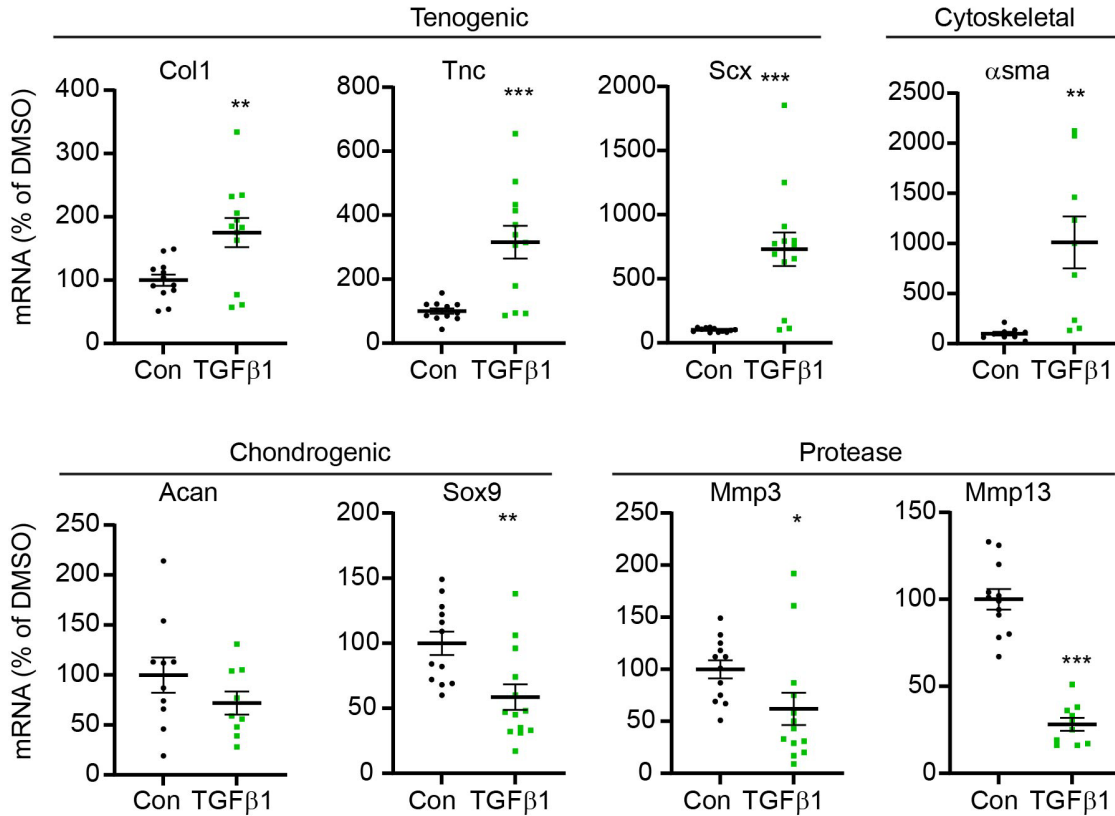 Tenogenic Cytoskeletal
Col1 Tnc Scx αsma
** *** *** **
mRNA (% of DMSO)
400 800 2000 2500
300 600 1500 2000
200 400 1000 1500
100 200 500 1000
0 0 0 500
0
Con TGFβ1 Con TGFβ1 Con TGFβ1 Con TGFβ1
Chondrogenic Protease
Acan Sox9 Mmp3 Mmp13
** * ***
mRNA (% of DMSO)
250 200 250 150
200 150 200 100
150 100 150 50
100 50 100 0
50 0 50
0 0
Con TGFβ1 Con TGFβ1 Con TGFβ1 Con TGFβ1